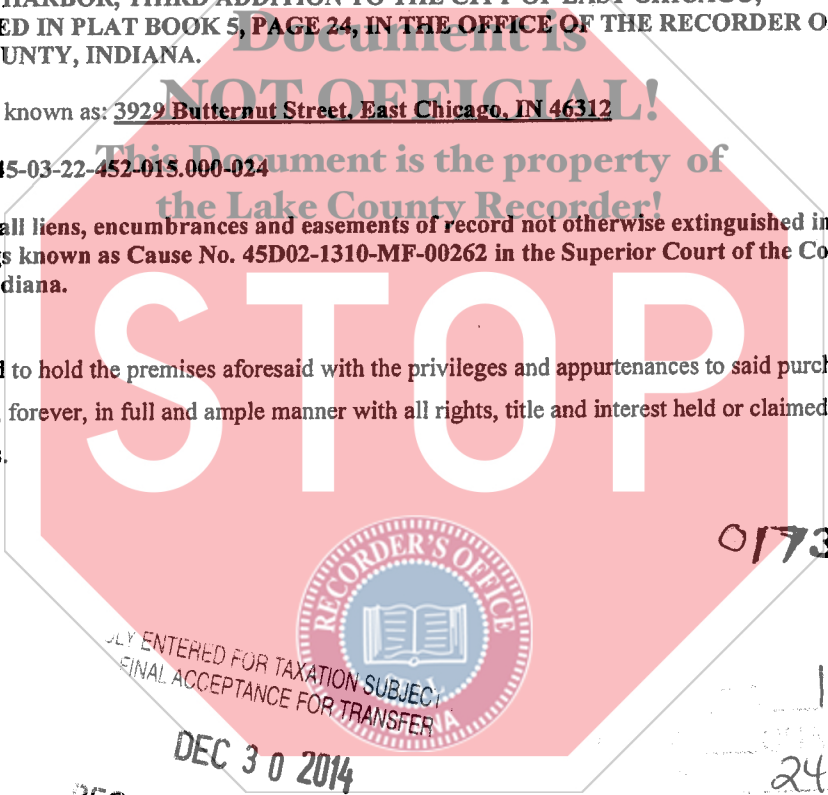 HARBOR, THIRD ADDITION TO THE CITY OF EAST CHICAGO,
ED IN PLAT BOOK 5, PAGE 24, IN THE OFFICE OF THE RECORDER O
UNTY, INDIANA.
Document is
NOT OFFICIAL!
known as: 3929 Butternut Street, East Chicago, IN 46312
This Document is the property of
45-03-22-452-015.000-024
the Lake County Recorder!
all liens, encumbrances and easements of record not otherwise extinguished in
s known as Cause No. 45D02-1310-MF-00262 in the Superior Court of the Co
diana.
STOP
d to hold the premises aforesaid with the privileges and appurtenances to said purch
forever, in full and ample manner with all rights, title and interest held or claimed
0173
RECORDER'S OFFICE
ENTERED FOR TAXATION SUBJECT
FINAL ACCEPTANCE FOR TRANSFER
DEC 30 2014
24